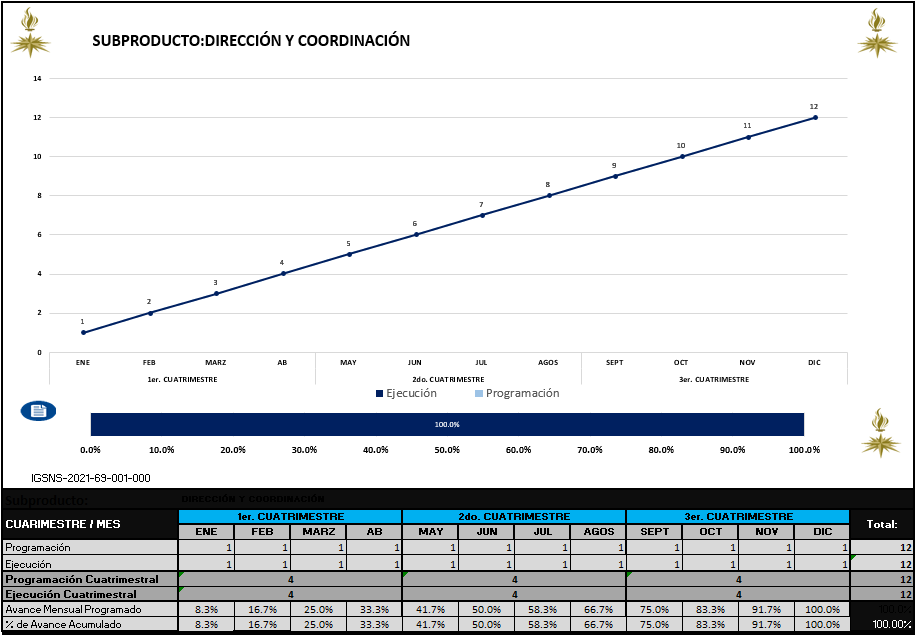 SUBPRODUCTO:DIRECCIÓN Y COORDINACIÓN
14
12
10
8
6
4
2
0
1 2 3 4 5 6 7 8 9 10 11 12
ENE FEB MARZ AB MAY JUN JUL AGOS SEPT OCT NOV DIC
1er. CUATRIMESTRE 2do. CUATRIMESTRE 3er. CUATRIMESTRE
Ejecución Programación
100.0%
0.0% 10.0% 20.0% 30.0% 40.0% 50.0% 60.0% 70.0% 80.0% 90.0% 100.0%
IGSNS-2021-69-001-000
Subproducto: DIRECCIÓN Y COORDINACIÓN
CUARIMESTRE / MES 1er. CUATRIMESTRE 2do. CUATRIMESTRE 3er. CUATRIMESTRE Total:
ENE FEB MARZ AB MAY JUN JUL AGOS SEPT OCT NOV DIC
Programación 1 1 1 1 1 1 1 1 1 1 1 1 12
Ejecución 1 1 1 1 1 1 1 1 1 1 1 1 12
Programación Cuatrimestral 4 4 4 12
Ejecución Cuatrimestral 4 4 4 12
Avance Mensual Programado 8.3% 16.7% 25.0% 33.3% 41.7% 50.0% 58.3% 66.7% 75.0% 83.3% 91.7% 100.0% 100.0%
% de Avance Acumulado 8.3% 16.7% 25.0% 33.3% 41.7% 50.0% 58.3% 66.7% 75.0% 83.3% 91.7% 100.0% 100.00%